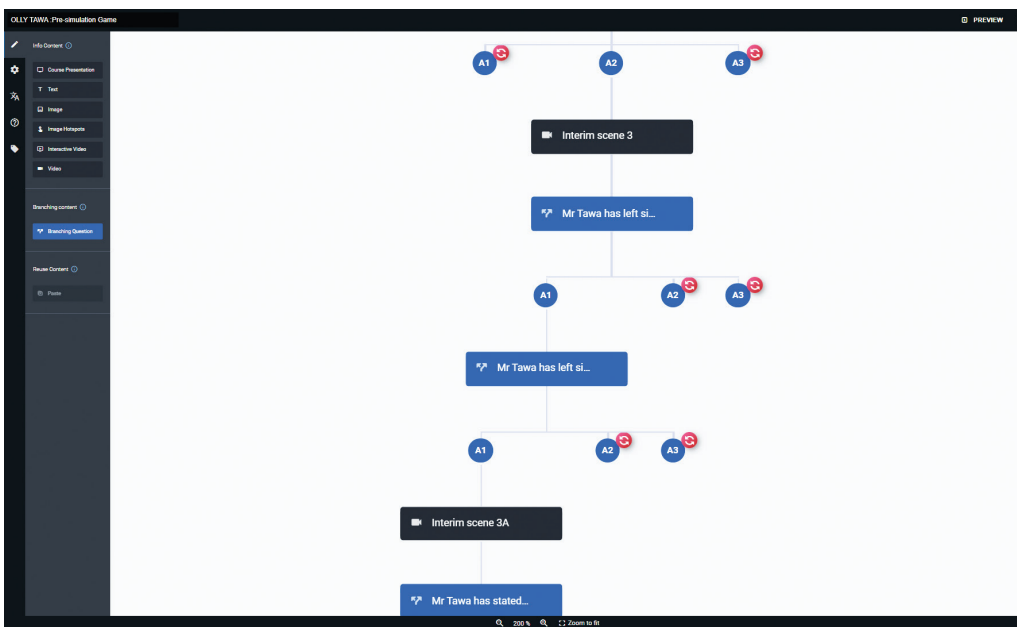 OLLY TAWA :Pre-simulation Game
PREVIEW
Info Content
Course Presentation
Text
Image
Image Hotspots
Interactive Video
Video
Branching content
Branching Question
Reuse Content
Paste
A1
A2
A3
Interim scene 3
Mr Tawa has left si...
A1
A2
A3
Mr Tawa has left si...
A1
A2
A3
Interim scene 3A
Mr Tawa has stated...
200 %
Zoom to fit